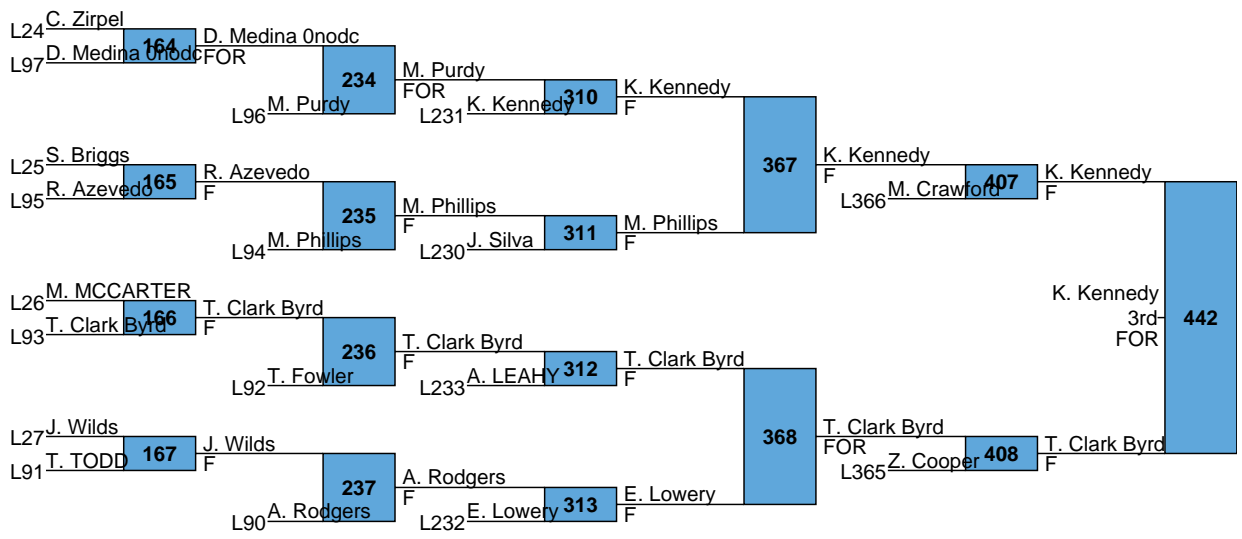 L24 C. Zirpel
164 D. Medina 0nodc
L97 D. Medina 0nodc FOR
234 M. Purdy
L96 M. Purdy FOR
310 K. Kennedy
L231 K. Kennedy F
L25 S. Briggs
165 R. Azevedo
L95 R. Azevedo F
235 M. Phillips
L94 M. Phillips F
311 M. Phillips
L230 J. Silva F
367 K. Kennedy
F
407 K. Kennedy
L366 M. Crawford F
L26 M. MCCARTER
166 T. Clark Byrd
L93 T. Clark Byrd F
236 T. Clark Byrd
L92 T. Fowler F
312 T. Clark Byrd
L233 A. LEAHY F
L27 J. Wilds
167 J. Wilds
L91 T. TODD F
237 A. Rodgers
L90 A. Rodgers F
313 E. Lowery
L232 E. Lowery F
368 T. Clark Byrd
FOR
408 T. Clark Byrd
L365 Z. Cooper F
K. Kennedy
3rd 442
FOR